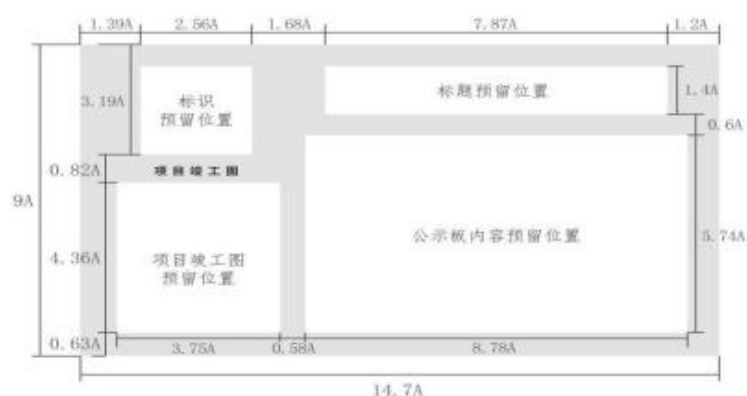 1.39A 2.56A 1.68A 7.87A 1.2A
3.19A
标识
预留位置
标题预留位置
1.4A
0.6A
0.82A
项目竣工图
9A
4.36A
项目竣工图
预留位置
公示板内容预留位置
5.74A
0.63A
3.75A 0.58A 8.78A
14.7A